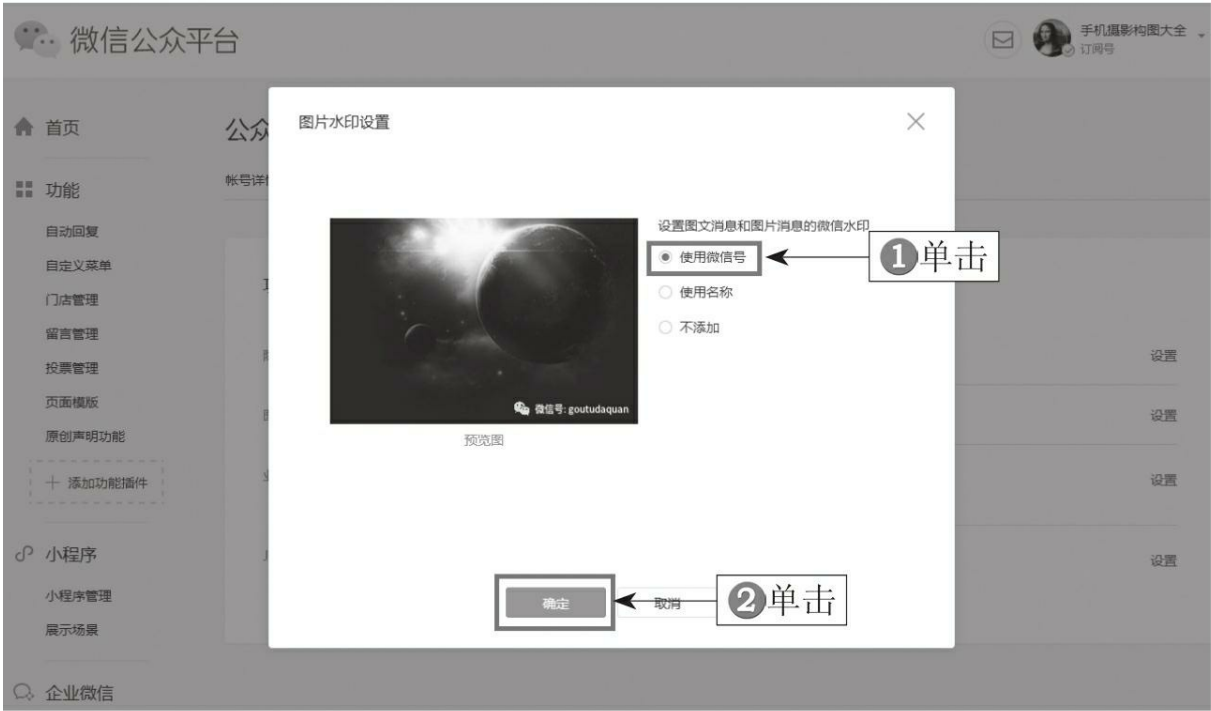 微信公众平台
手机摄影构图大全
订阅号
首页
公众
图片水印设置
帐号详情
功能
自动回复
自定义菜单
门店管理
留言管理
投票管理
页面模版
原创声明功能
添加功能插件
小程序
小程序管理
展示场景
企业微信
设置图文消息和图片消息的微信水印
使用微信号
1单击
使用名称
不添加
微信号: goutudaquan
预览图
设置
设置
设置
设置
确定
取消
2单击